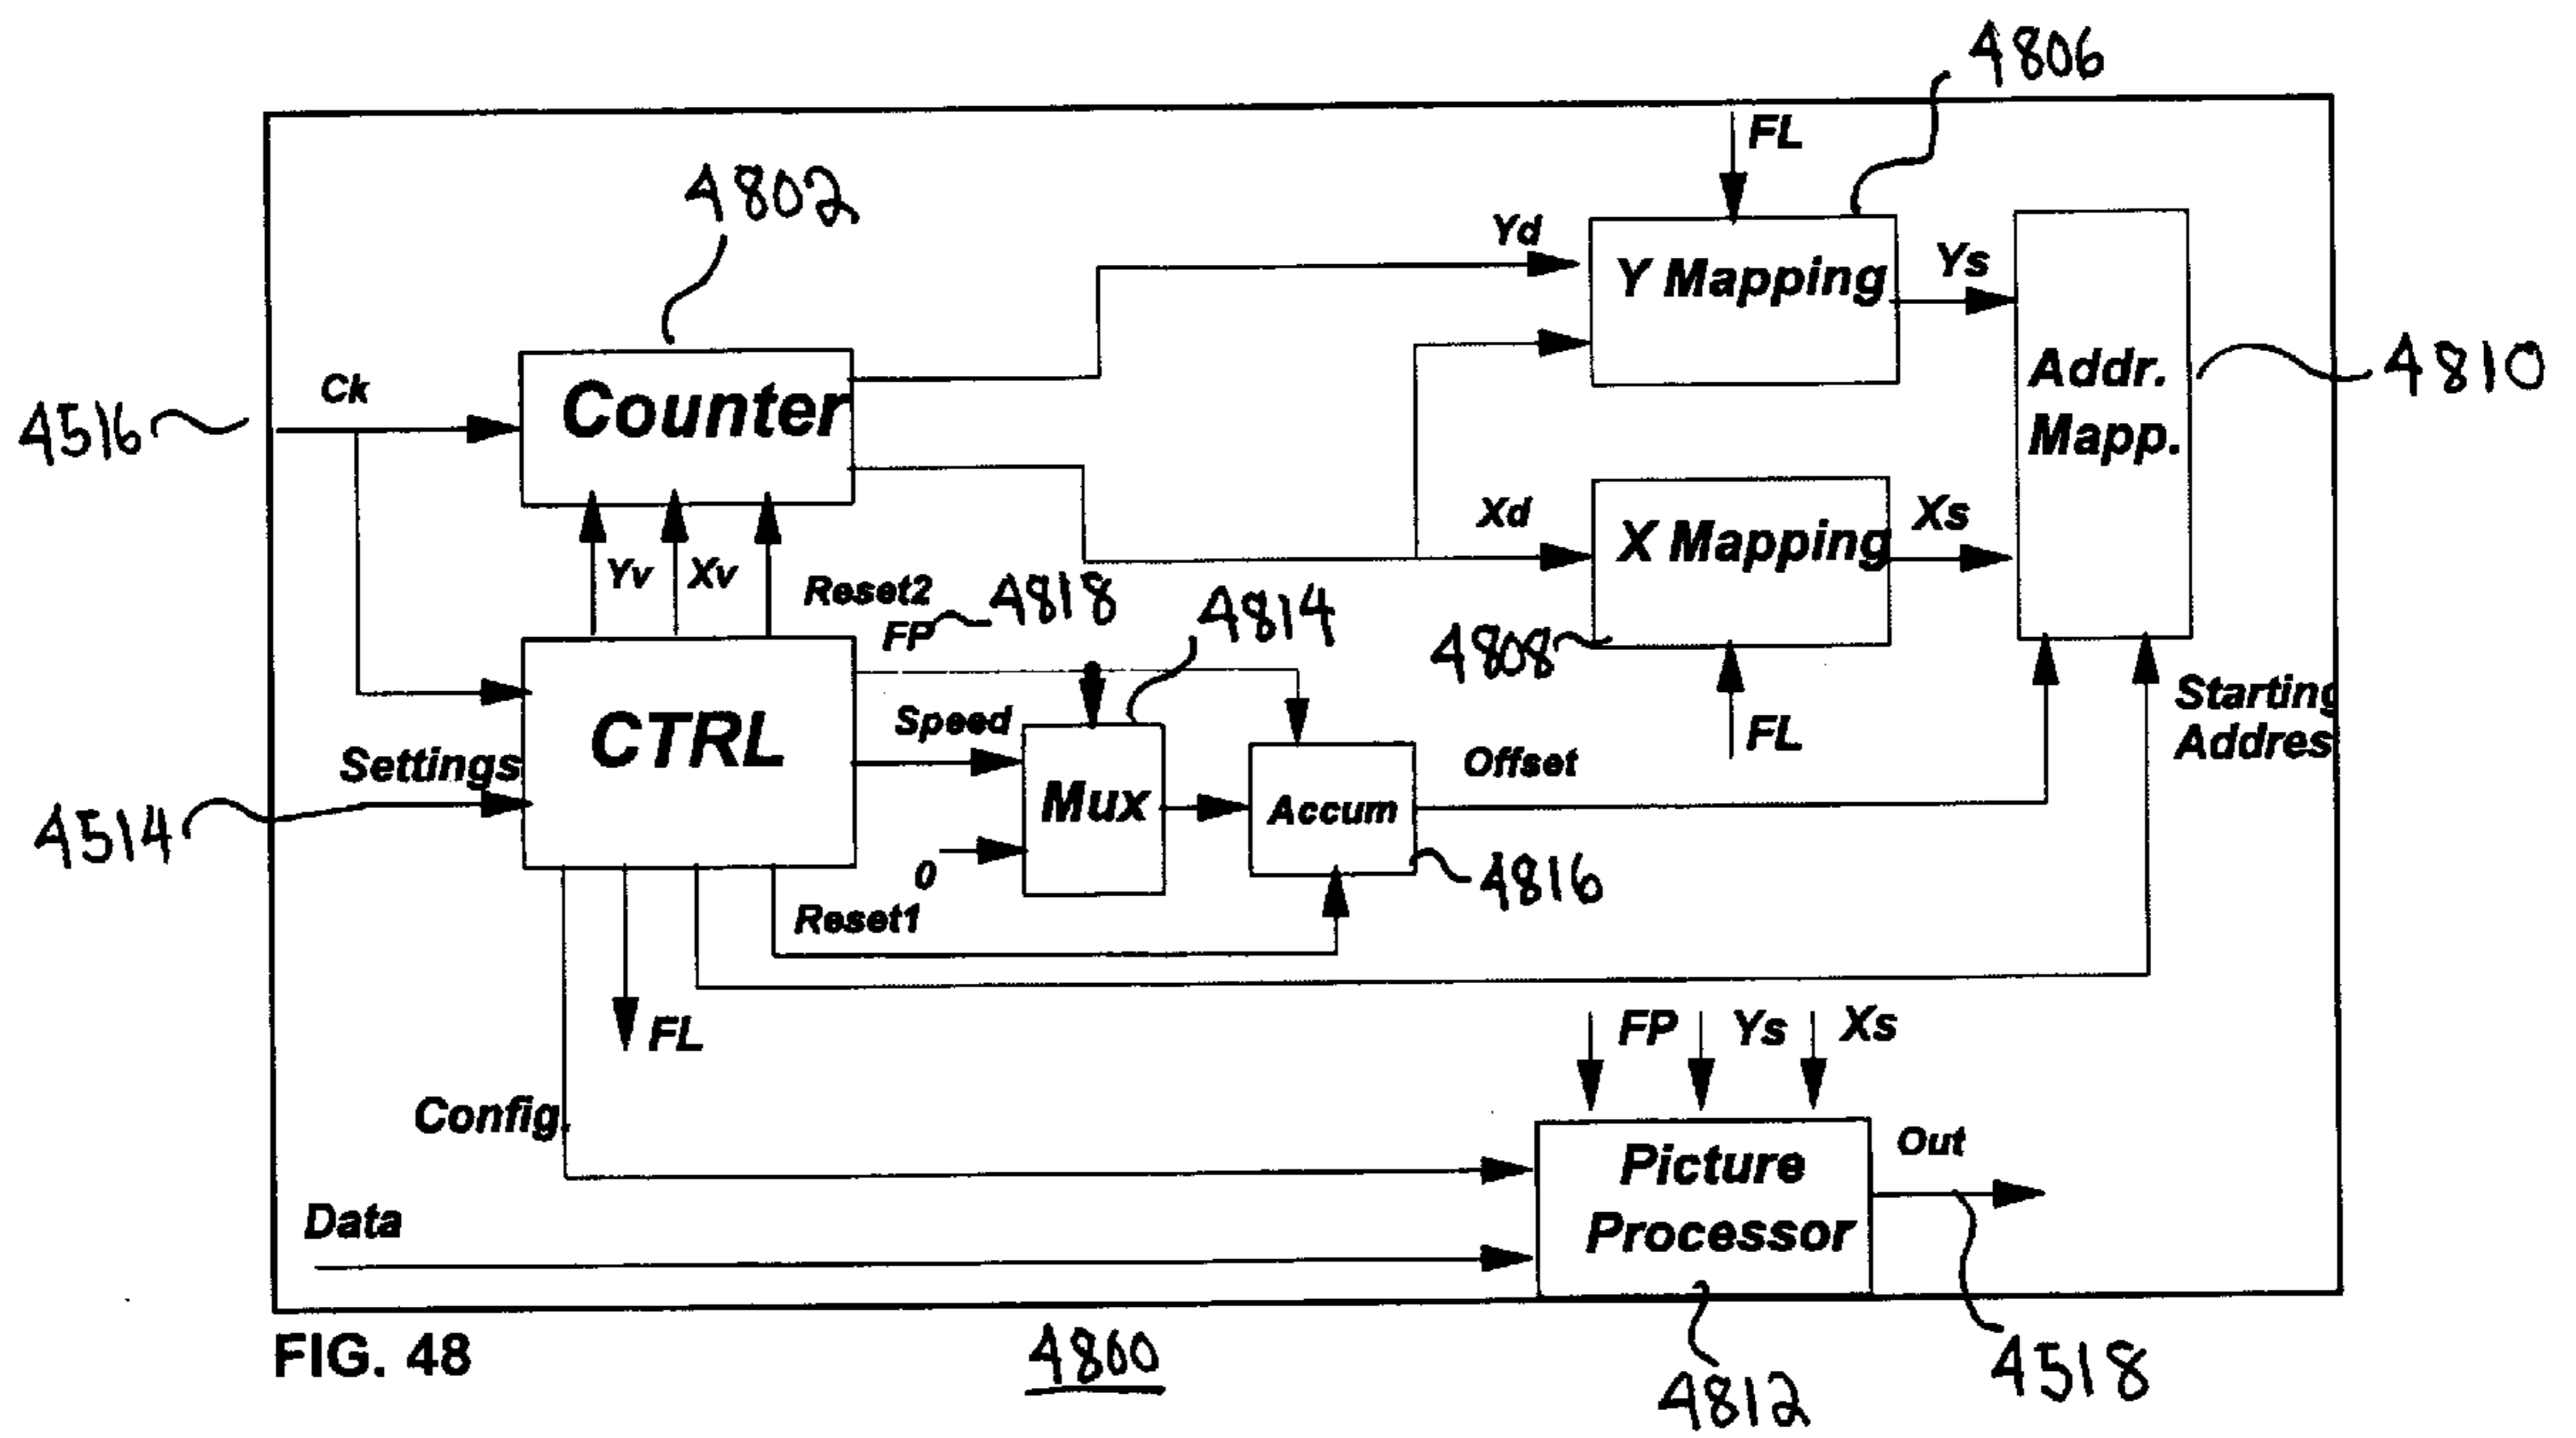 4806
FL
4802
Yd
Y Mapping
Ys
Addr.
Mapp.
4810
Ck
4516
Counter
Xd
X Mapping
Xs
Yv
Xv
Reset2
FP
4818
4814
4808
FL
Starting
Addres
CTRL
Speed
Settings
Mux
Accum
Offset
4514
0
4816
Reset1
FL
FP
Ys
Xs
Config.
Picture
Processor
Out
Data
FIG. 48
4800
4812
4518